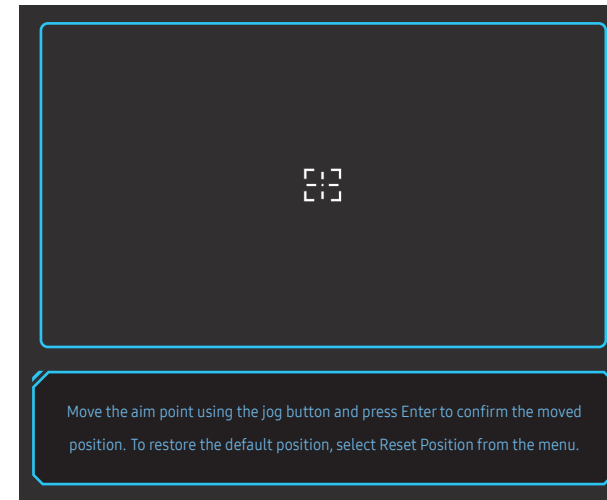 Move the aim point using the jog button and press Enter to confirm the moved
position. To restore the default position, select Reset Position from the menu.